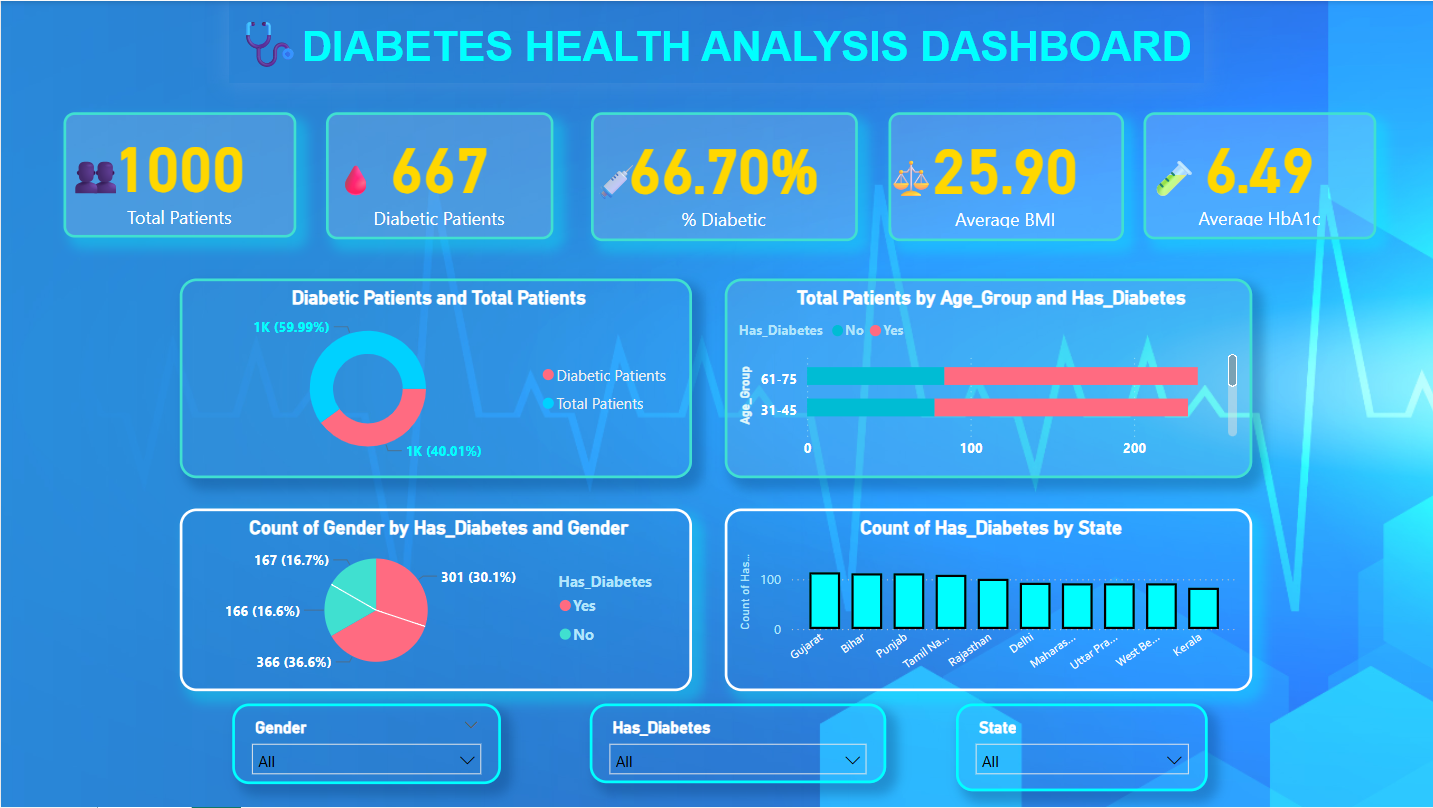 DIABETES HEALTH ANALYSIS DASHBOARD
1000
Total Patients
667
Diabetic Patients
66.70%
% Diabetic
25.90
Average BMI
6.49
Average HbA1c
Diabetic Patients and Total Patients
1K (59.99%)
1K (40.01%)
Diabetic Patients
Total Patients
Total Patients by Age_Group and Has_Diabetes
Has_Diabetes No Yes
Age_Group
61-75
31-45
0 100 200
Count of Gender by Has_Diabetes and Gender
167 (16.7%)
301 (30.1%)
166 (16.6%)
366 (36.6%)
Has_Diabetes
Yes
No
Count of Has_Diabetes by State
Count of Has...
100
0
Gujarat
Bihar
Punjab
Tamil Na...
Rajasthan
Delhi
Maharas...
Uttar Pra...
West Be...
Kerala
Gender
All
Has_Diabetes
All
State
All